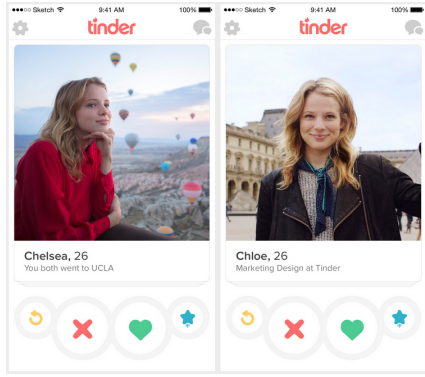 Sketch 9:41 AM 100%
tinder
Chelsea, 26
You both went to UCLA
Sketch 9:41 AM 100%
tinder
Chloe, 26
Marketing Design at Tinder